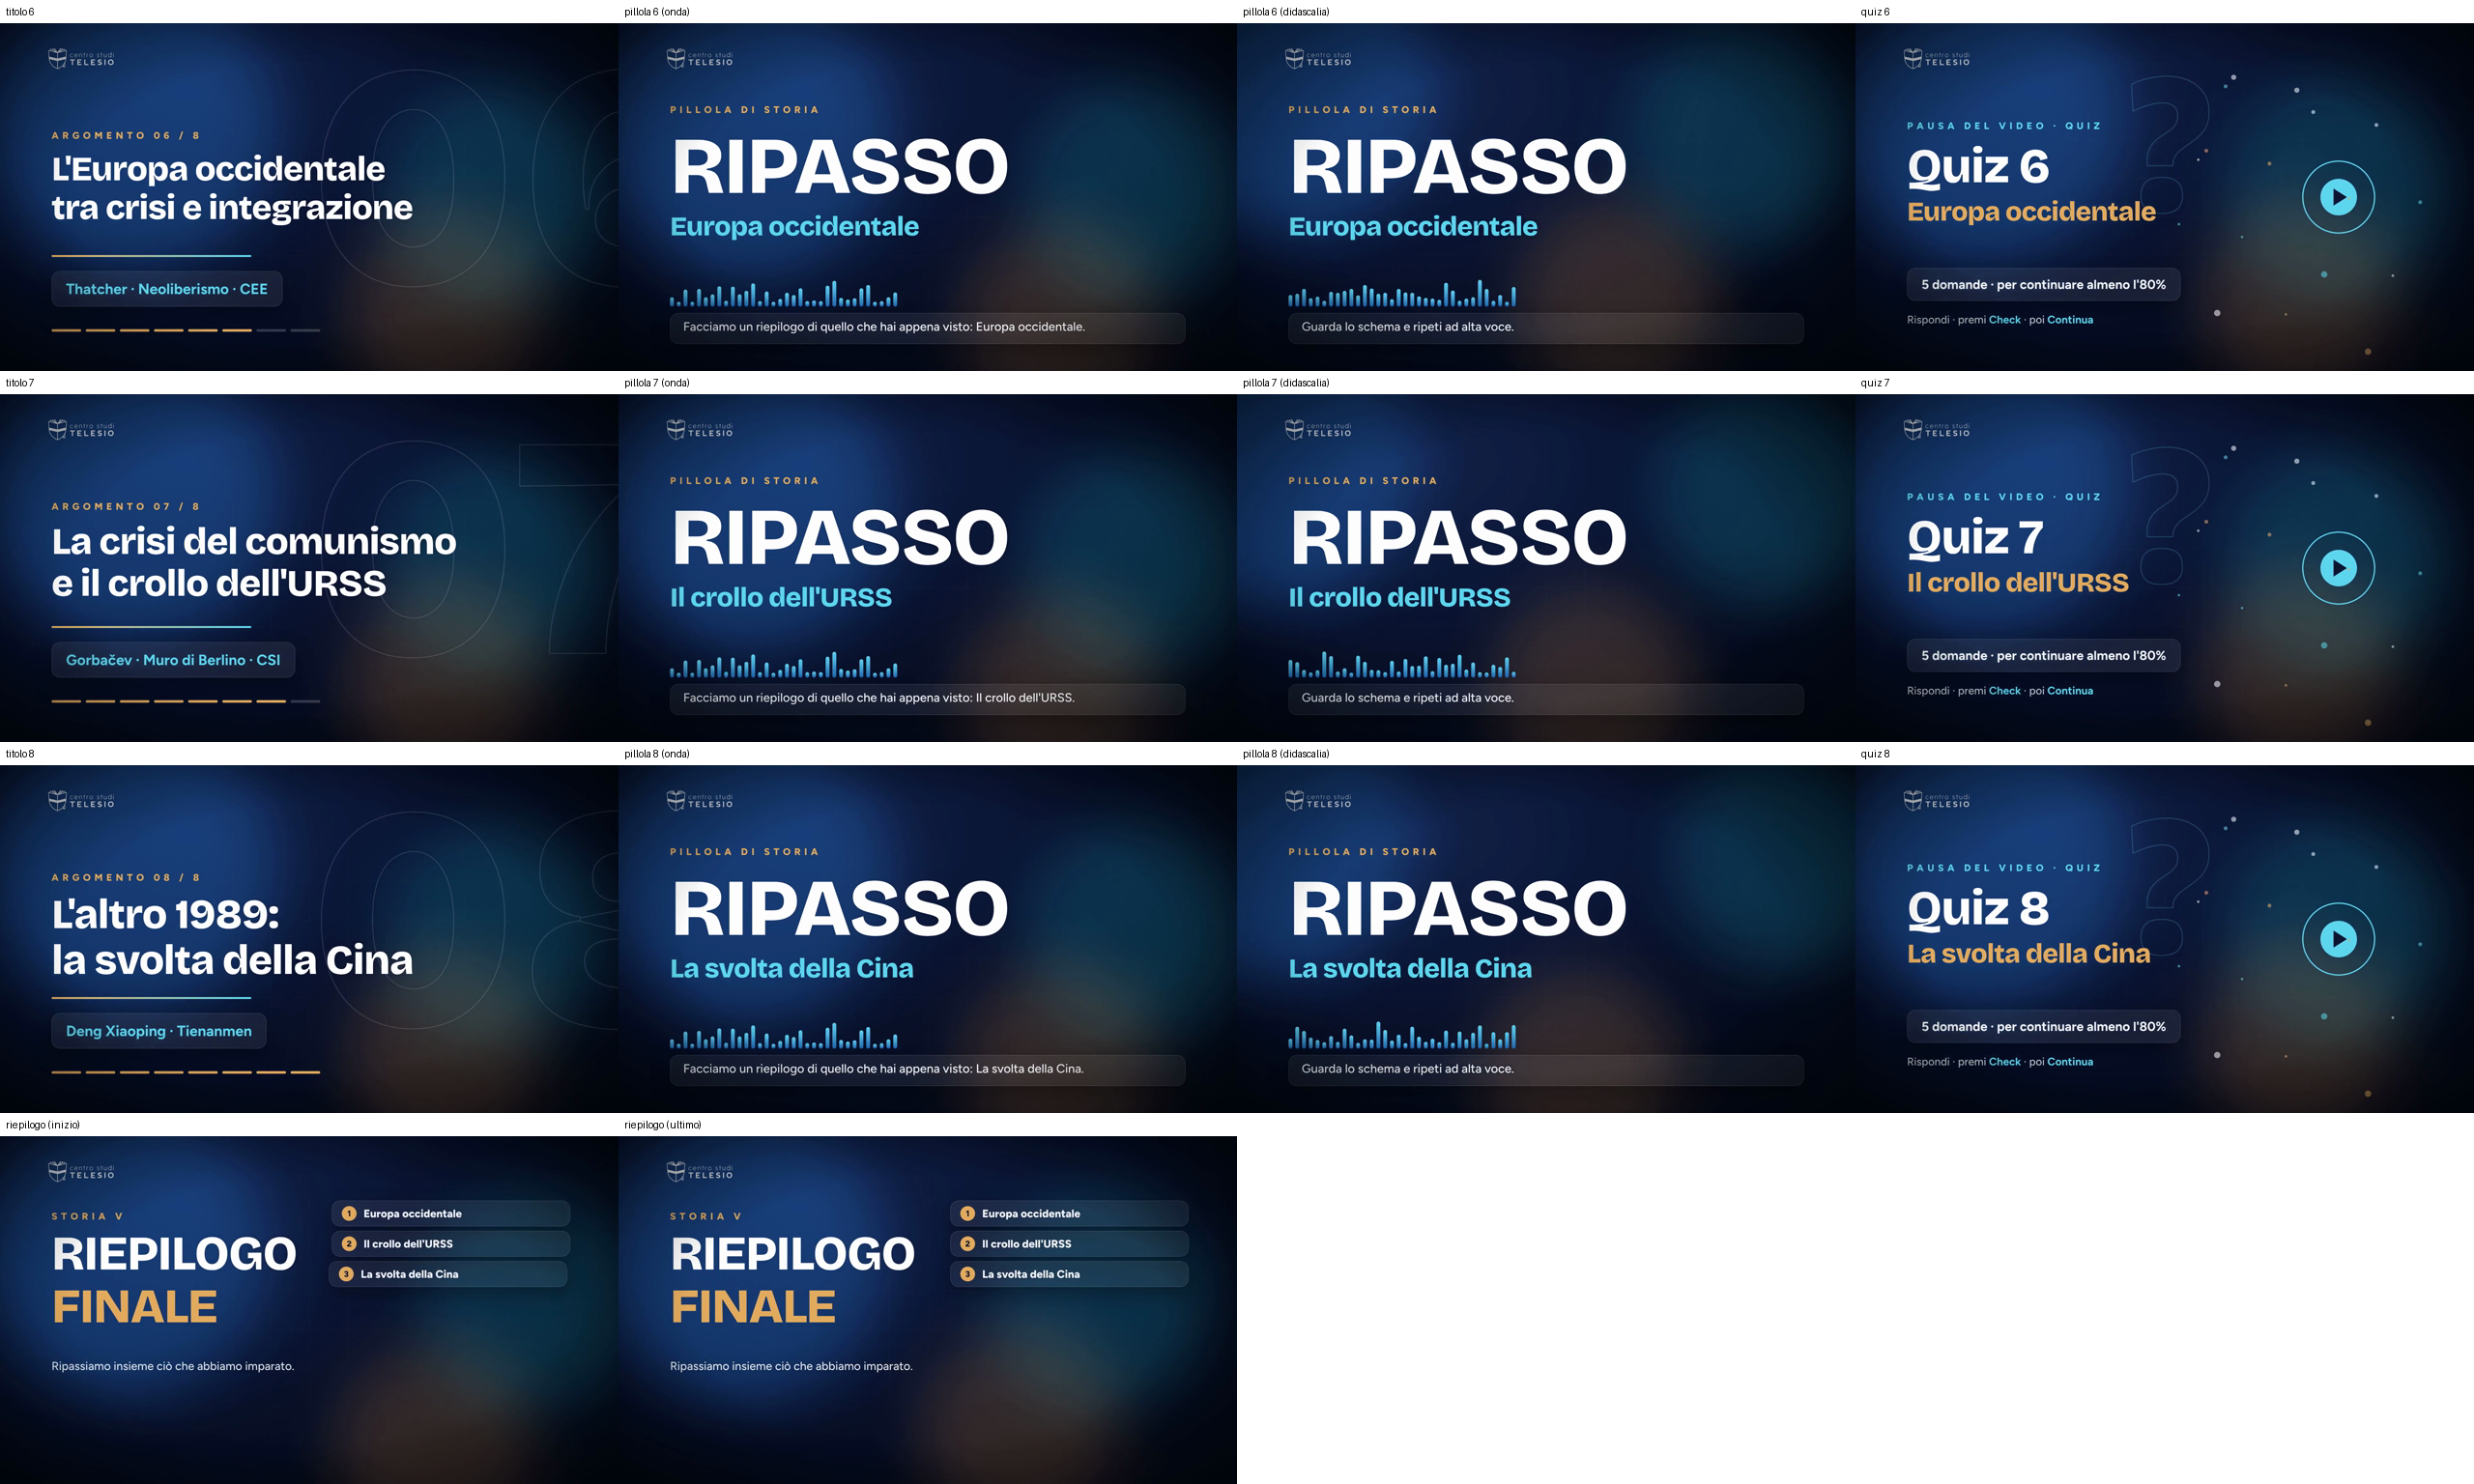 titolo 6
centro studi
TELESIO
06
ARGOMENTO 06 / 8
L'Europa occidentale
tra crisi e integrazione
Thatcher · Neoliberismo · CEE
pillola 6 (onda)
centro studi
TELESIO
PILLOLA DI STORIA
RIPASSO
Europa occidentale
Facciamo un riepilogo di quello che hai appena visto: Europa occidentale.
pillola 6 (didascalia)
centro studi
TELESIO
PILLOLA DI STORIA
RIPASSO
Europa occidentale
Guarda lo schema e ripeti ad alta voce.
quiz 6
centro studi
TELESIO
?
PAUSA DEL VIDEO · QUIZ
Quiz 6
Europa occidentale
5 domande · per continuare almeno l'80%
Rispondi · premi Check · poi Continua
titolo 7
centro studi
TELESIO
07
ARGOMENTO 07 / 8
La crisi del comunismo
e il crollo dell'URSS
Gorbačev · Muro di Berlino · CSI
pillola 7 (onda)
centro studi
TELESIO
PILLOLA DI STORIA
RIPASSO
Il crollo dell'URSS
Facciamo un riepilogo di quello che hai appena visto: Il crollo dell'URSS.
pillola 7 (didascalia)
centro studi
TELESIO
PILLOLA DI STORIA
RIPASSO
Il crollo dell'URSS
Guarda lo schema e ripeti ad alta voce.
quiz 7
centro studi
TELESIO
?
PAUSA DEL VIDEO · QUIZ
Quiz 7
Il crollo dell'URSS
5 domande · per continuare almeno l'80%
Rispondi · premi Check · poi Continua
titolo 8
centro studi
TELESIO
08
ARGOMENTO 08 / 8
L'altro 1989:
la svolta della Cina
Deng Xiaoping · Tienanmen
pillola 8 (onda)
centro studi
TELESIO
PILLOLA DI STORIA
RIPASSO
La svolta della Cina
Facciamo un riepilogo di quello che hai appena visto: La svolta della Cina.
pillola 8 (didascalia)
centro studi
TELESIO
PILLOLA DI STORIA
RIPASSO
La svolta della Cina
Guarda lo schema e ripeti ad alta voce.
quiz 8
centro studi
TELESIO
?
PAUSA DEL VIDEO · QUIZ
Quiz 8
La svolta della Cina
5 domande · per continuare almeno l'80%
Rispondi · premi Check · poi Continua
riepilogo (inizio)
centro studi
TELESIO
STORIA V
RIEPILOGO
FINALE
Ripassiamo insieme ciò che abbiamo imparato.
1 Europa occidentale
2 Il crollo dell'URSS
3 La svolta della Cina
riepilogo (ultimo)
centro studi
TELESIO
STORIA V
RIEPILOGO
FINALE
Ripassiamo insieme ciò che abbiamo imparato.
1 Europa occidentale
2 Il crollo dell'URSS
3 La svolta della Cina